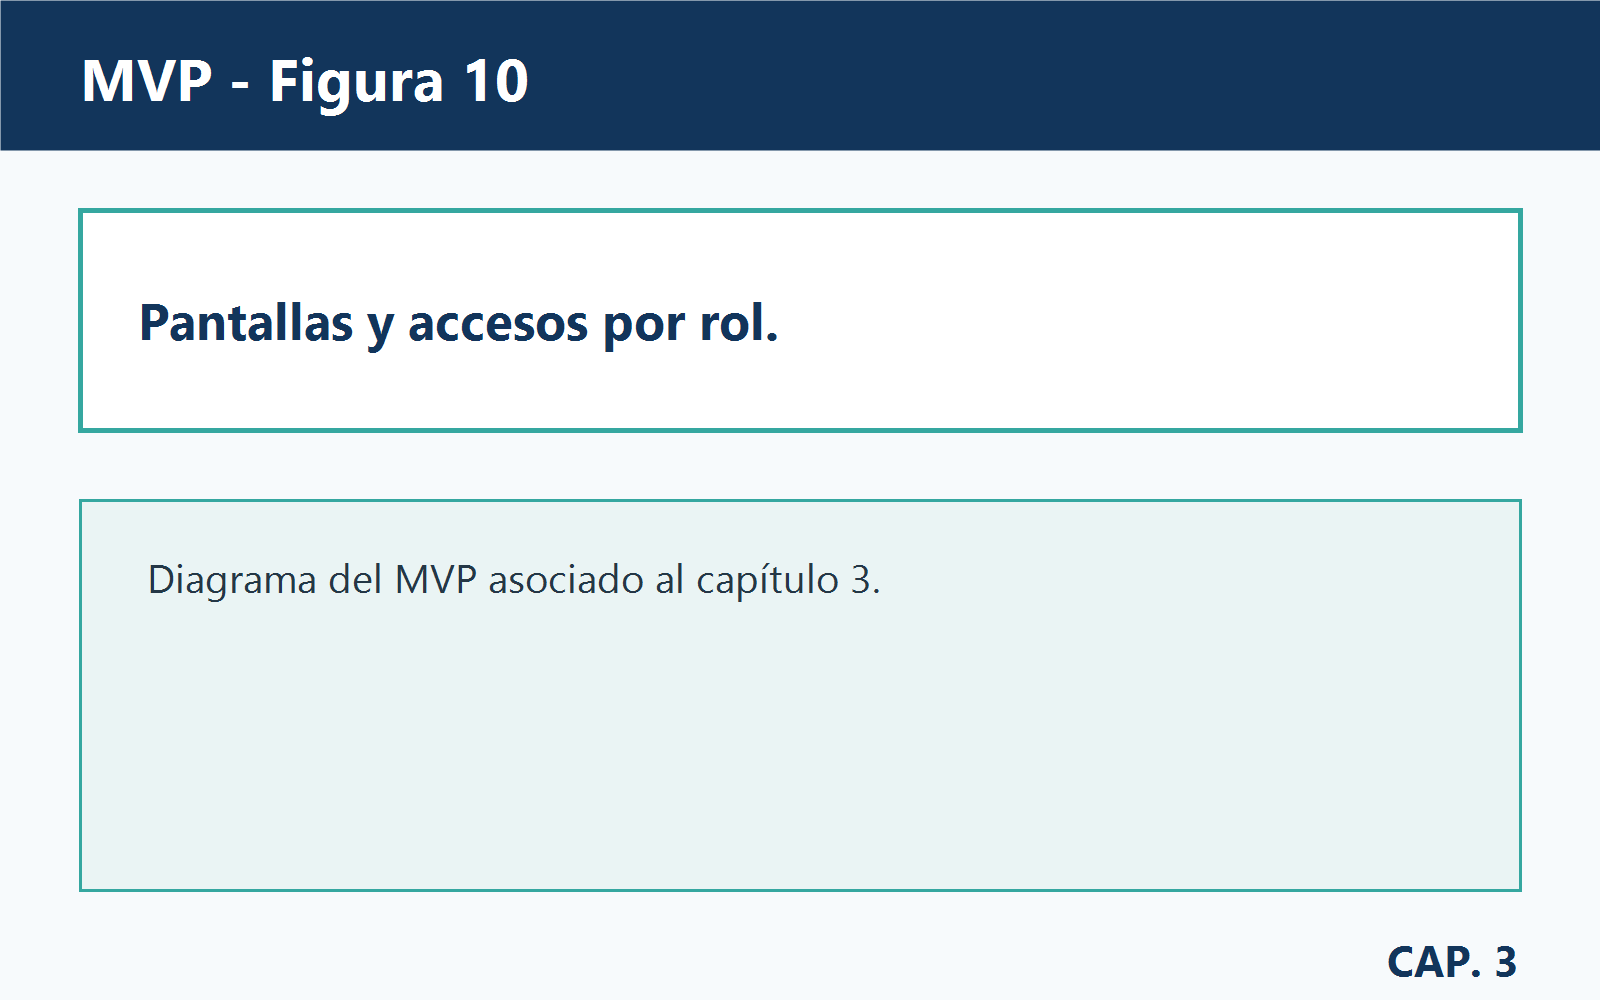 MVP - Figura 10
Pantallas y accesos por rol.
Diagrama del MVP asociado al capítulo 3.
CAP. 3